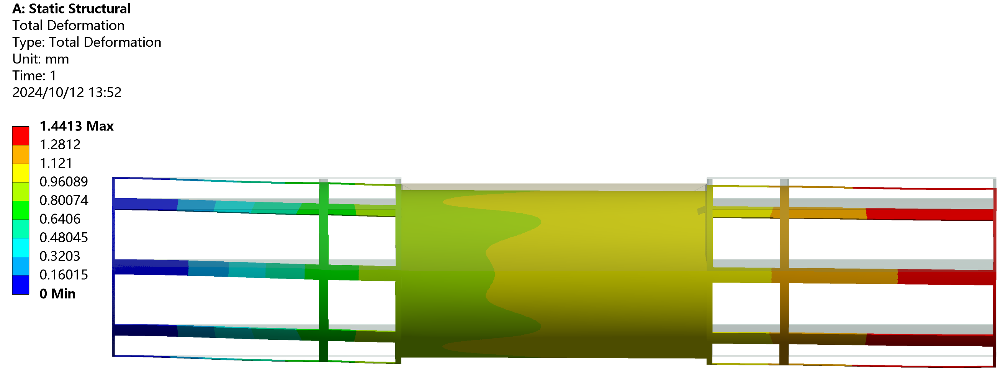 A: Static Structural
Total Deformation
Type: Total Deformation
Unit: mm
Time: 1
2024/10/12 13:52
1.4413 Max
1.2812
1.121
0.96089
0.80074
0.6406
0.48045
0.3203
0.16015
0 Min